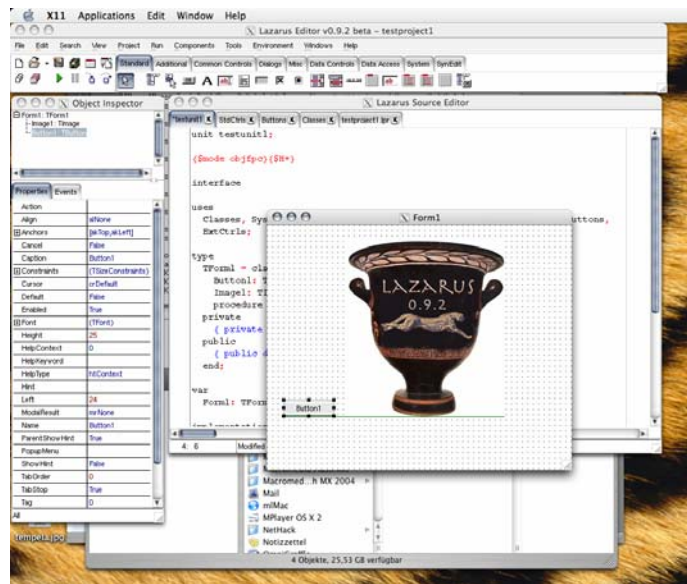 X11 Applications Edit Window Help
Lazarus Editor v0.9.2 beta - testproject1
File Edit Search View Project Run Components Tools Environment Windows Help
Standard Additional Common Controls Dialogs Misc Data Controls Data Access System SynEdit
Object Inspector
Form1: TForm1
Image1: TImage
Button1: TButton
Properties Events
Action
Align alNone
Anchors [akTop,akLeft]
Cancel False
Caption Button1
Constraints (TSizeConstraints)
Cursor crDefault
Default False
Enabled True
Font (TFont)
Height 25
HelpContext 0
HelpKeyword
HelpType htContext
Hint
Left 24
ModalResult mrNone
Name Button1
ParentShowHint True
PopupMenu
ShowHint False
TabOrder 0
TabStop True
Tag 0
All
Lazarus Source Editor
*testunit1 StdCtrls Buttons Classes testproject1.lpr
unit testunit1;
{$mode objfpc}{$H+}
interface
uses
Classes, Sys
uttons,
ExtCtrls;
type
TForm1 = cla
Button1: T
Image1: TI
procedure
private
{ private
public
{ public d
end;
var
Form1: TForm
implementatio
4: 6 Modified
Form1
LAZARUS
0.9.2
Button1
Macromed...h MX 2004
Mail
mlMac
MPlayer OS X 2
NetHack
Notizzettel
OmniGraffle
4 Objekte, 25,53 GB verfügbar